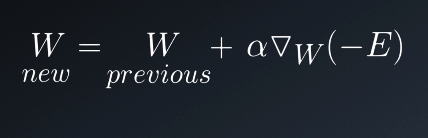 W = W + α∇W(−E)
new previous